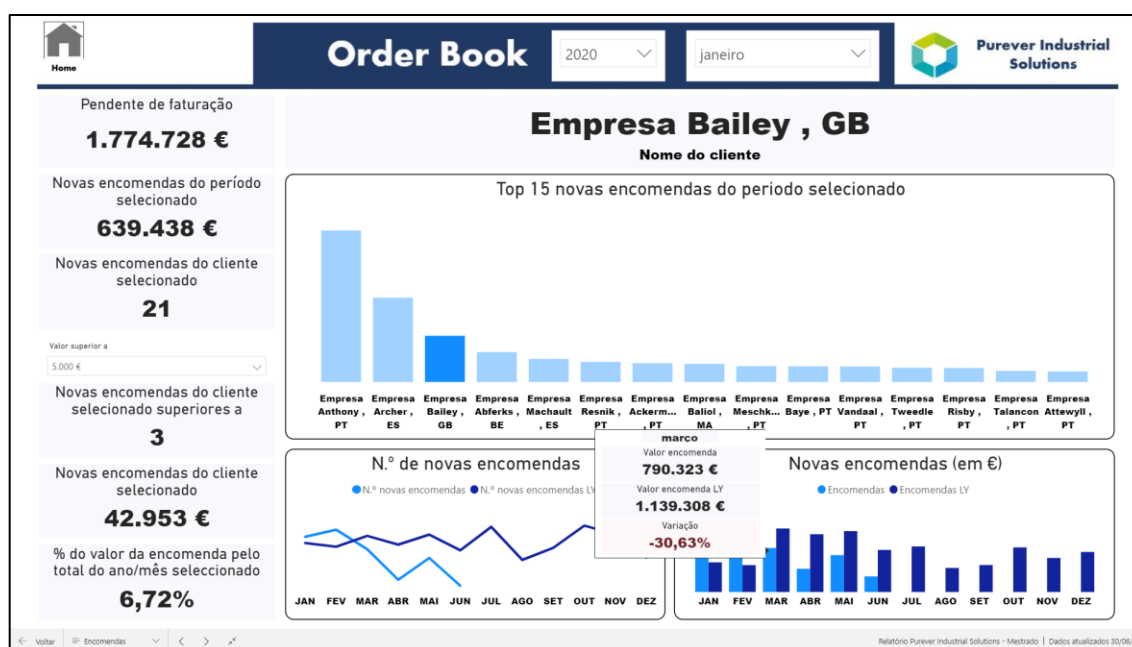 Home
Order Book
2020
janeiro
Purever Industrial
Solutions
Pendente de faturação
1.774.728 €
Novas encomendas do período
selecionado
639.438 €
Novas encomendas do cliente
selecionado
21
Valor superior a
5.000 €
Novas encomendas do cliente
selecionado superiores a
3
Novas encomendas do cliente
selecionado
42.953 €
% do valor da encomenda pelo
total do ano/mês seleccionado
6,72%
Empresa Bailey , GB
Nome do cliente
Top 15 novas encomendas do periodo selecionado
Empresa Empresa Empresa Empresa Empresa Empresa Empresa Empresa Empresa Empresa Empresa Empresa Empresa Empresa Empresa
Anthony , Archer , Bailey , Abferks , Machault Resnik , Ackerm... Baliol , Meschk... Baye , PT Vandaal , Tweedle Risby , Talancon Attewyll ,
PT ES GB BE , ES PT , PT MA , PT PT , PT PT , PT PT
N.º de novas encomendas
N.º novas encomendas N.º novas encomendas LY
JAN FEV MAR ABR MAI JUN JUL AGO SET OUT NOV DEZ
marco
Valor encomenda
790.323 €
Valor encomenda LY
1.139.308 €
Variação
-30,63%
Novas encomendas (em €)
Encomendas Encomendas LY
JAN FEV MAR ABR MAI JUN JUL AGO SET OUT NOV DEZ
Voltar Encomendas
Relatório Purever Industrial Solutions - Mestrado | Dados atualizados 30/06/